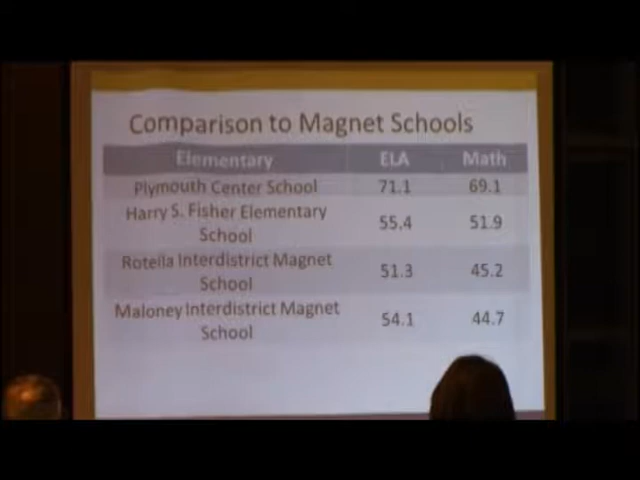 Comparison to Magnet Schools
Elementary ELA Math
Plymouth Center School 71.1 69.1
Harry S. Fisher Elementary
School 55.4 51.9
Rotella Interdistrict Magnet
School 51.3 45.2
Maloney Interdistrict Magnet
School 54.1 44.7